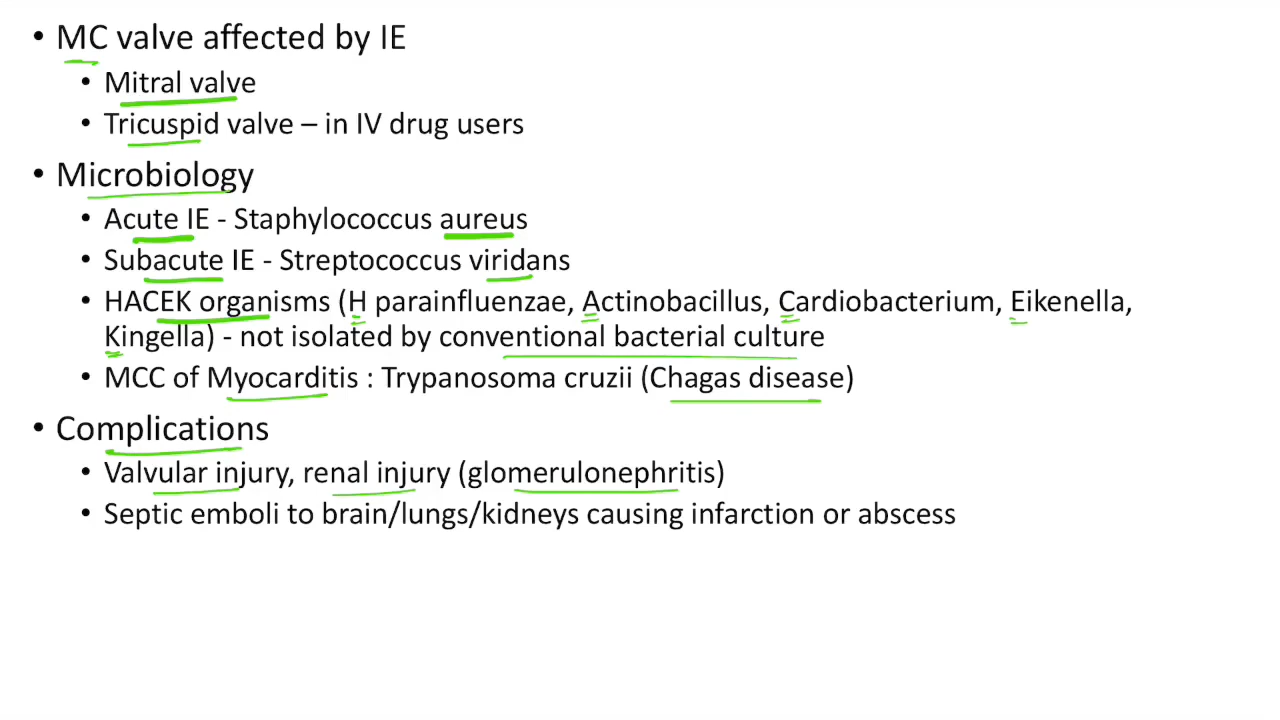 • MC valve affected by IE
• Mitral valve
• Tricuspid valve – in IV drug users
• Microbiology
• Acute IE - Staphylococcus aureus
• Subacute IE - Streptococcus viridans
• HACEK organisms (H parainfluenzae, Actinobacillus, Cardiobacterium, Eikenella,
Kingella) - not isolated by conventional bacterial culture
• MCC of Myocarditis : Trypanosoma cruzii (Chagas disease)
• Complications
• Valvular injury, renal injury (glomerulonephritis)
• Septic emboli to brain/lungs/kidneys causing infarction or abscess